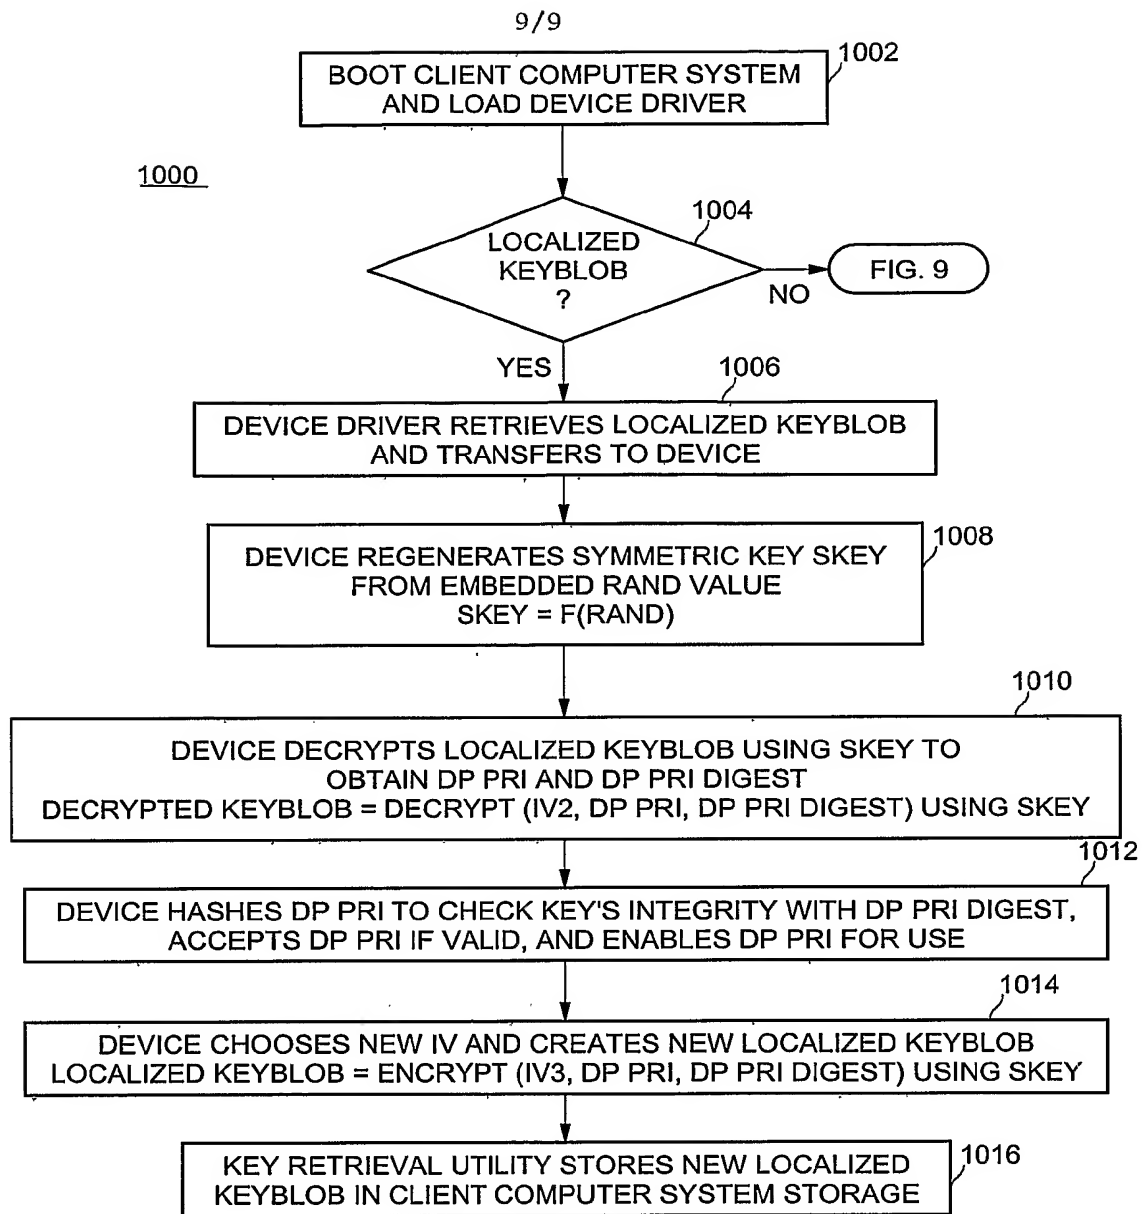 9/9
1002
BOOT CLIENT COMPUTER SYSTEM
AND LOAD DEVICE DRIVER
1000
1004
LOCALIZED
KEYBLOB
?
NO
FIG. 9
YES
1006
DEVICE DRIVER RETRIEVES LOCALIZED KEYBLOB
AND TRANSFERS TO DEVICE
1008
DEVICE REGENERATES SYMMETRIC KEY SKEY
FROM EMBEDDED RAND VALUE
SKEY = F(RAND)
1010
DEVICE DECRYPTS LOCALIZED KEYBLOB USING SKEY TO
OBTAIN DP PRI AND DP PRI DIGEST
DECRYPTED KEYBLOB = DECRYPT (IV2, DP PRI, DP PRI DIGEST) USING SKEY
1012
DEVICE HASHES DP PRI TO CHECK KEY'S INTEGRITY WITH DP PRI DIGEST,
ACCEPTS DP PRI IF VALID, AND ENABLES DP PRI FOR USE
1014
DEVICE CHOOSES NEW IV AND CREATES NEW LOCALIZED KEYBLOB
LOCALIZED KEYBLOB = ENCRYPT (IV3, DP PRI, DP PRI DIGEST) USING SKEY
1016
KEY RETRIEVAL UTILITY STORES NEW LOCALIZED
KEYBLOB IN CLIENT COMPUTER SYSTEM STORAGE